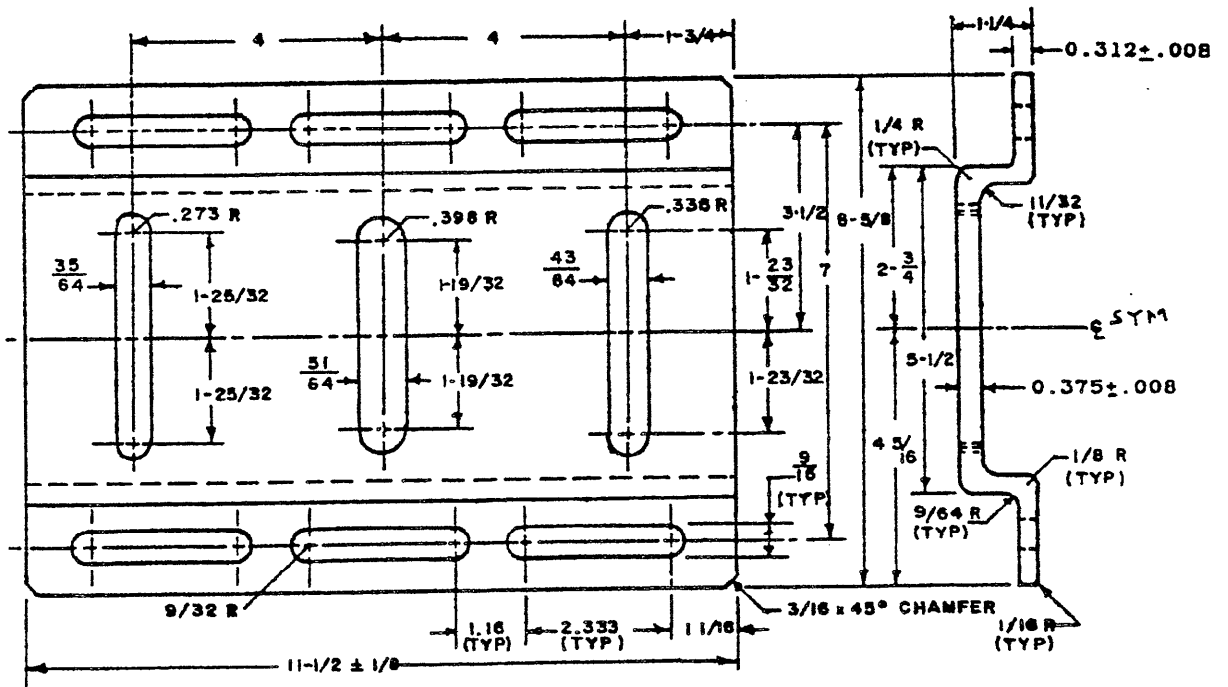 4
4
1-3/4
1-1/4
0.312±.008
1/4 R
(TYP)
11/32
(TYP)
.273 R
.398 R
.336 R
3-1/2
8-5/8
7
2-3/4
35/64
1-25/32
1-19/32
43/64
1-23/32
℄ SYM
5-1/2
51/64
1-25/32
1-19/32
1-23/32
0.375±.008
4 5/16
9/16
(TYP)
1/8 R
(TYP)
9/64 R
(TYP)
9/32 R
3/16 x 45° CHAMFER
1.16
(TYP)
2.333
(TYP)
1 1/16
1/16 R
(TYP)
11-1/2 ± 1/8